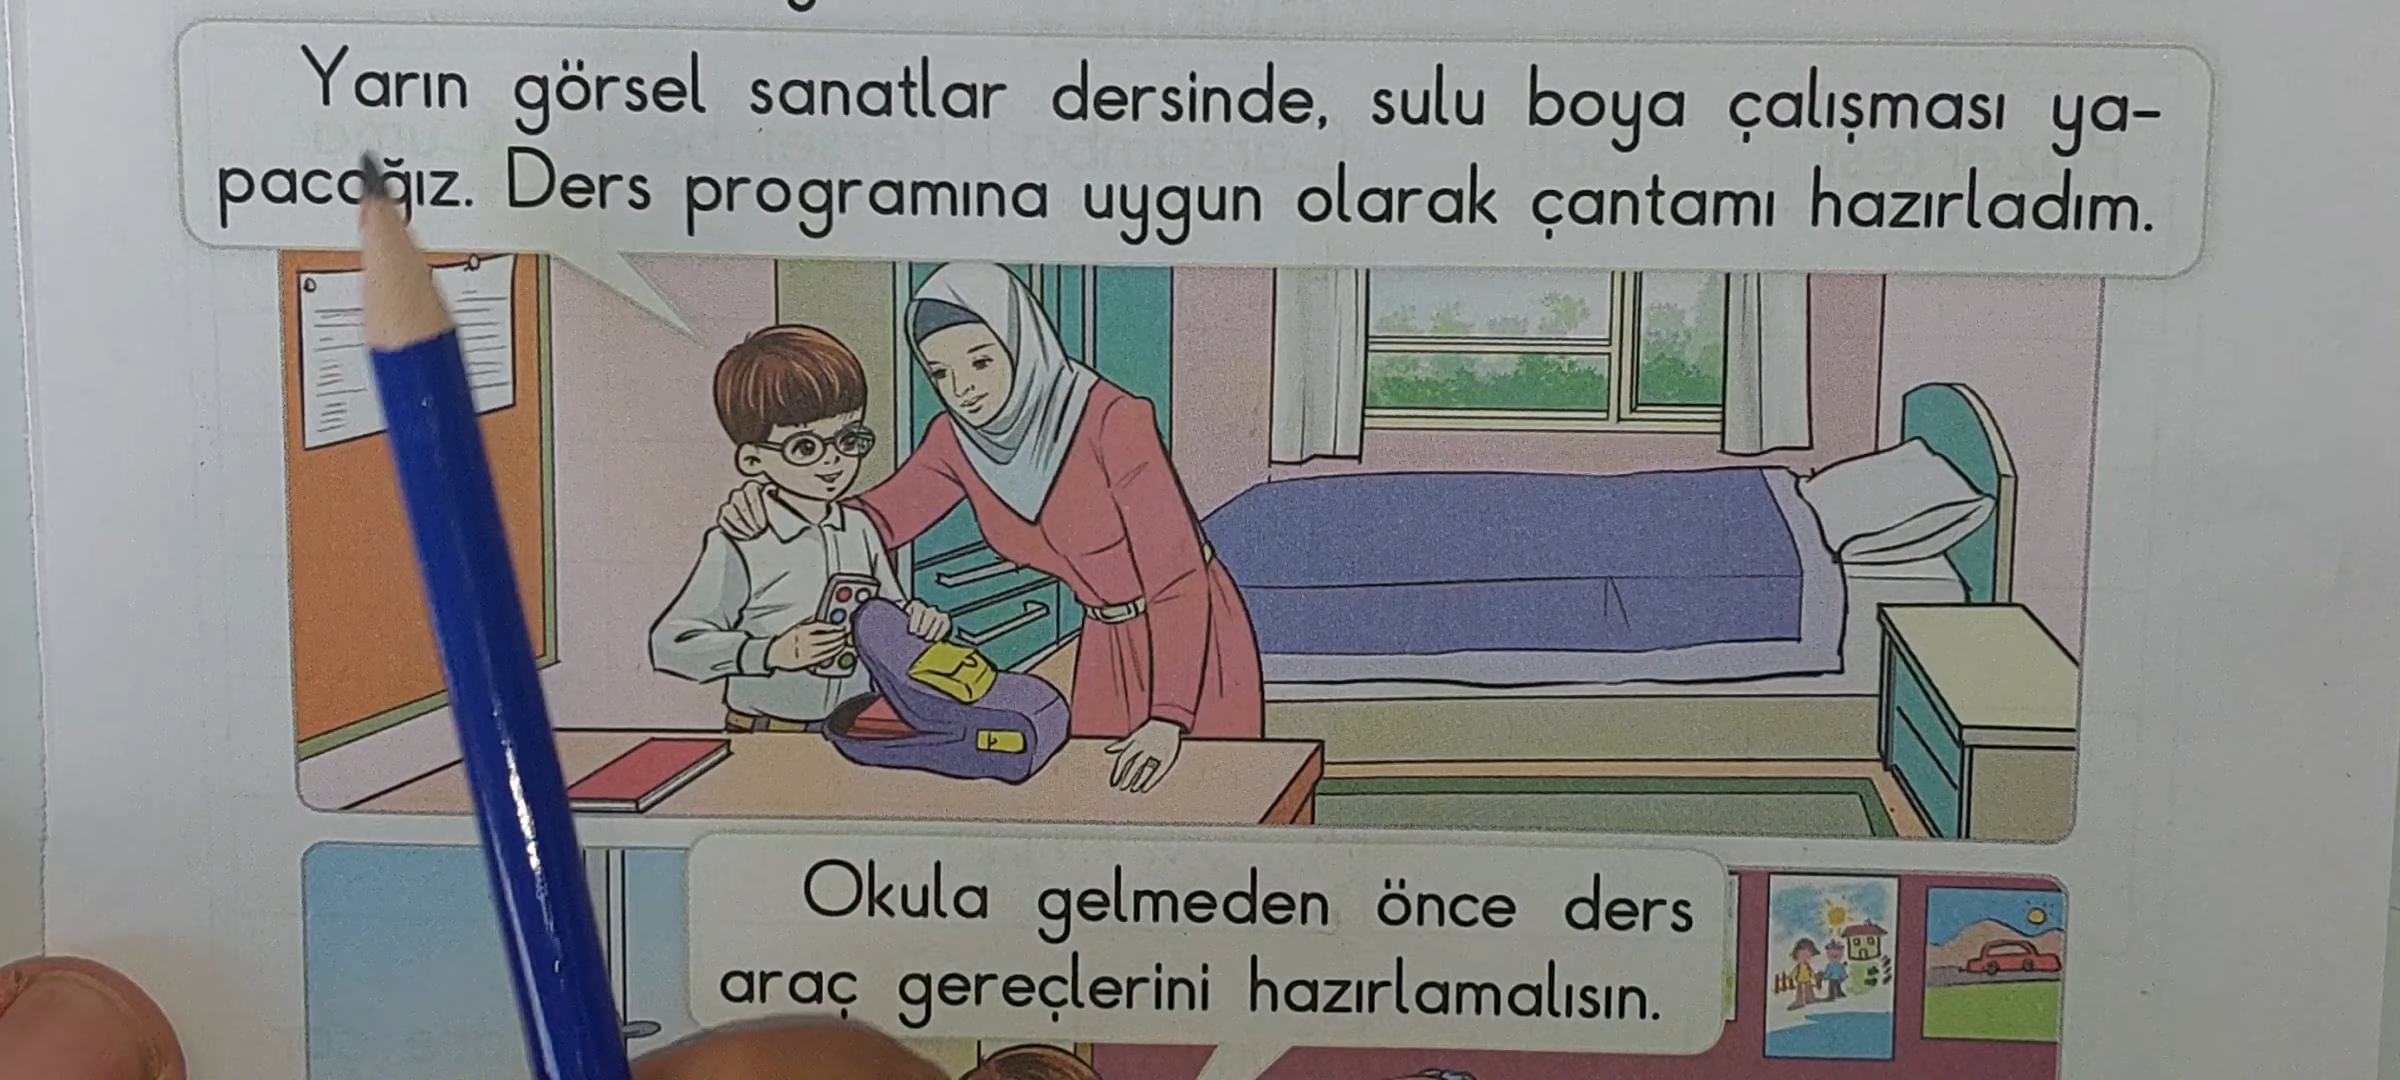 Yarın görsel sanatlar dersinde, sulu boya çalışması ya-
pacağız. Ders programına uygun olarak çantamı hazırladım.
Okula gelmeden önce ders
araç gereçlerini hazırlamalısın.